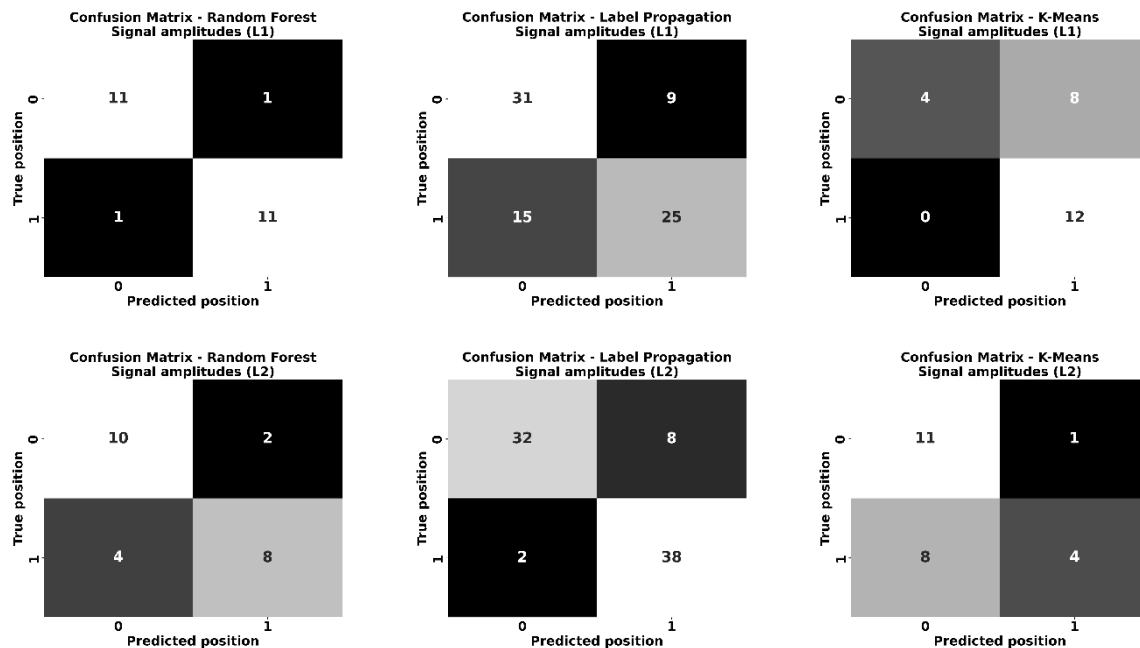 Confusion Matrix - Random Forest
Signal amplitudes (L1)
True position
0
11
1
1
1
11
0
1
Predicted position
Confusion Matrix - Label Propagation
Signal amplitudes (L1)
True position
0
31
9
1
15
25
0
1
Predicted position
Confusion Matrix - K-Means
Signal amplitudes (L1)
True position
0
4
8
1
0
12
0
1
Predicted position
Confusion Matrix - Random Forest
Signal amplitudes (L2)
True position
0
10
2
1
4
8
0
1
Predicted position
Confusion Matrix - Label Propagation
Signal amplitudes (L2)
True position
0
32
8
1
2
38
0
1
Predicted position
Confusion Matrix - K-Means
Signal amplitudes (L2)
True position
0
11
1
1
8
4
0
1
Predicted position